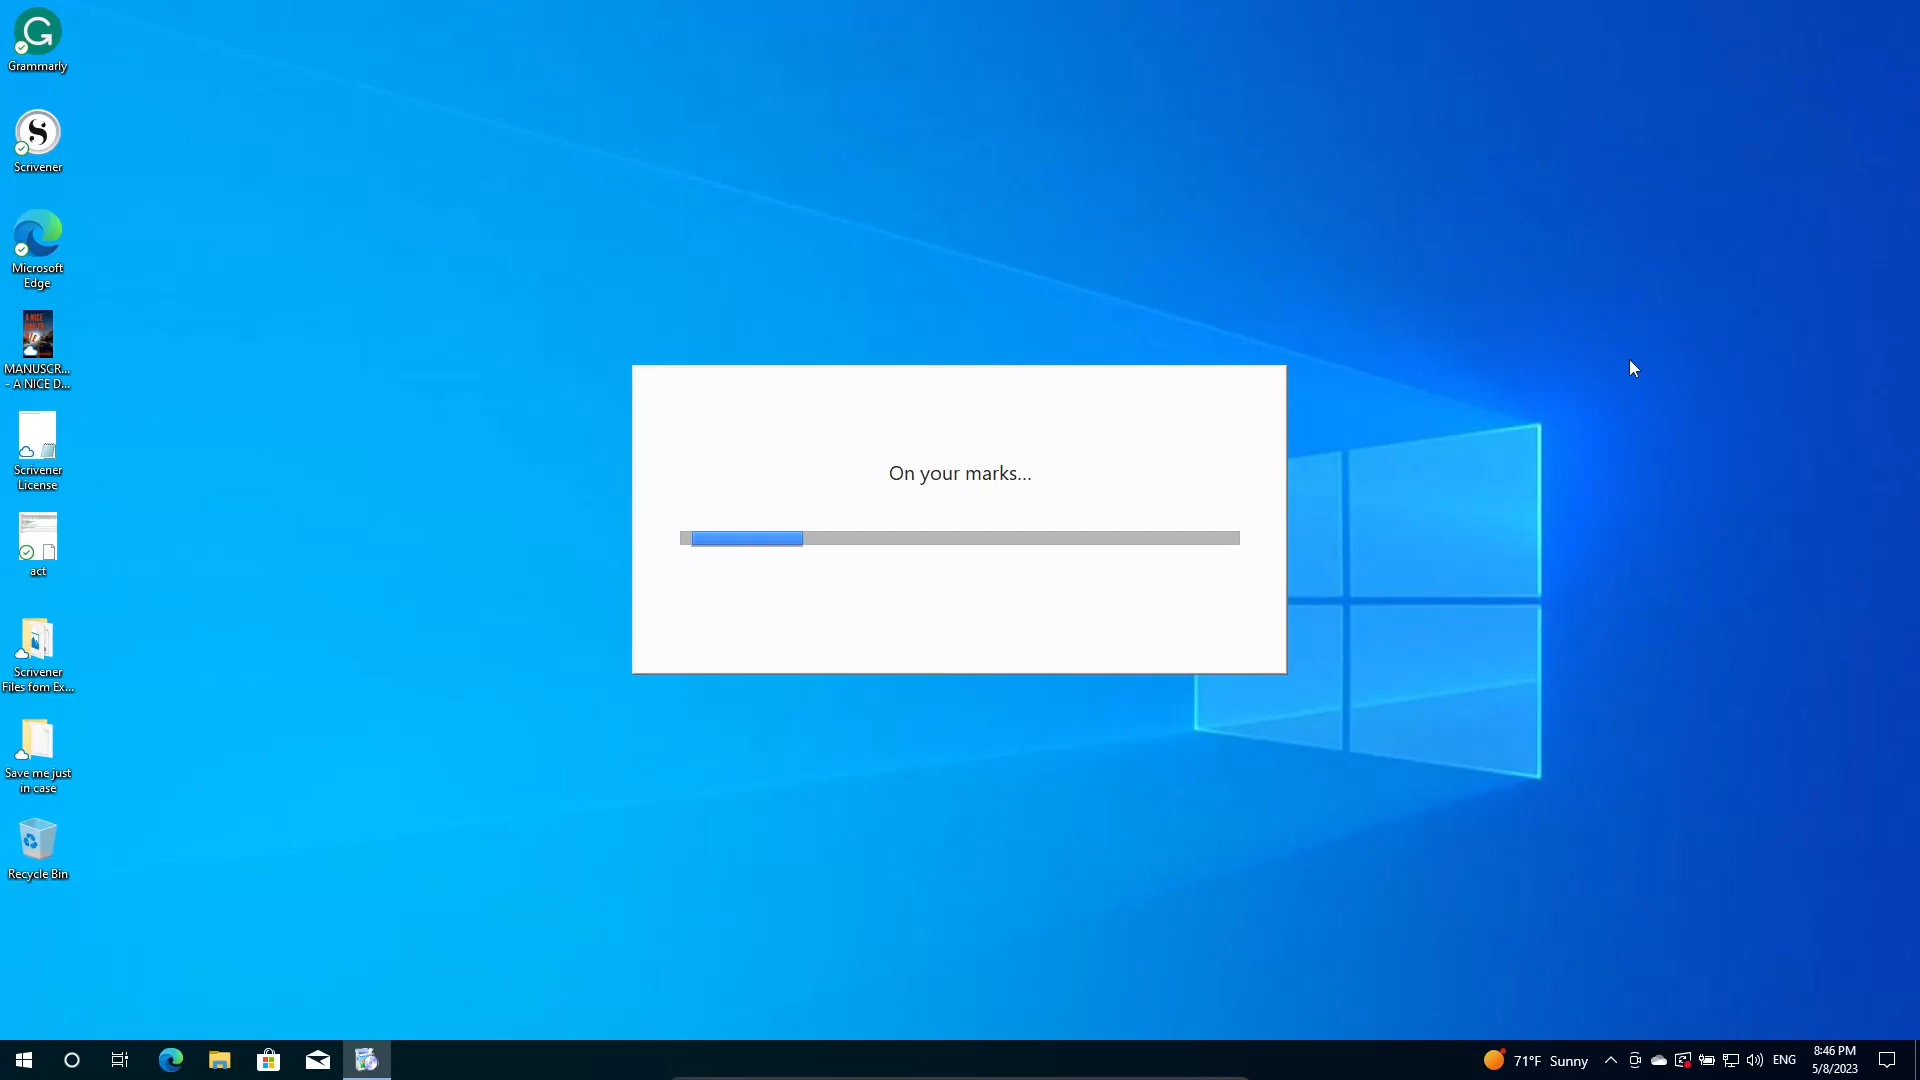 Grammarly
Scrivener
Microsoft
Edge
MANUSCR...
- A NICE D...
Scrivener
License
act
Scrivener
Files fom Ex...
Save me just
in case
Recycle Bin
On your marks...
71°F Sunny
ENG
8:46 PM
5/8/2023